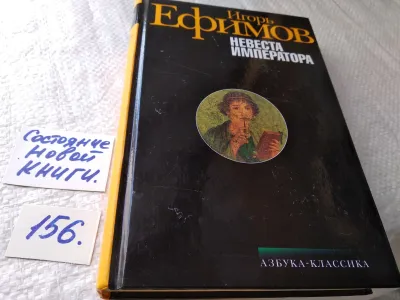 Игорь
ЕФИМОВ
НЕВЕСТА
ИМПЕРАТОРА
АЗБУКА-КЛАССИКА
Состояние
новой
книги.
156.